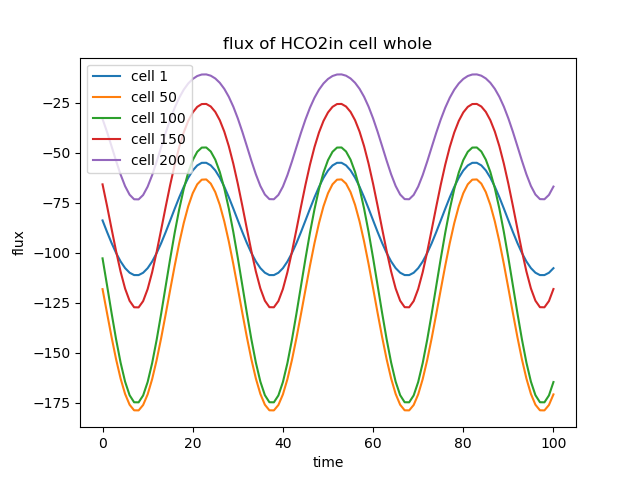 flux of HCO2in cell whole
cell 1
cell 50
cell 100
cell 150
cell 200
flux
−25
−50
−75
−100
−125
−150
−175
0 20 40 60 80 100
time